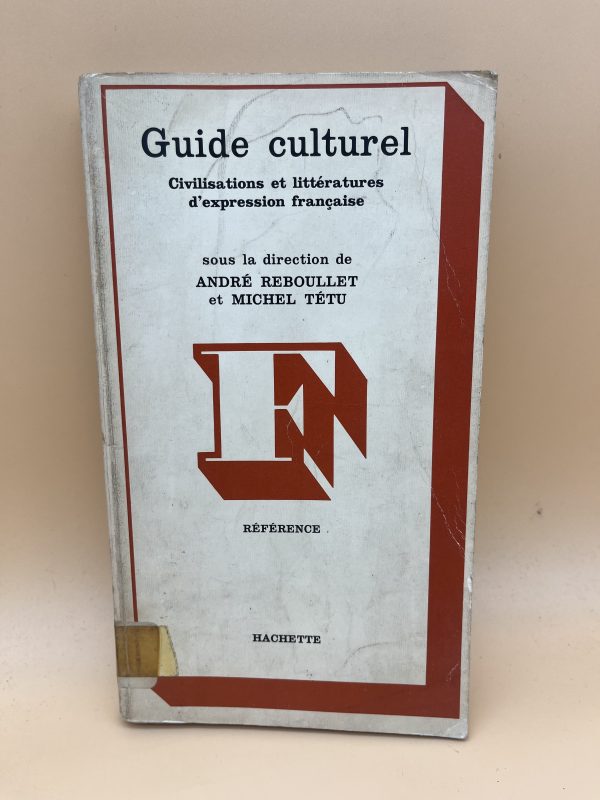 Guide culturel
Civilisations et littératures
d'expression française
sous la direction de
ANDRÉ REBOULLET
et MICHEL TÉTU
F
RÉFÉRENCE
HACHETTE